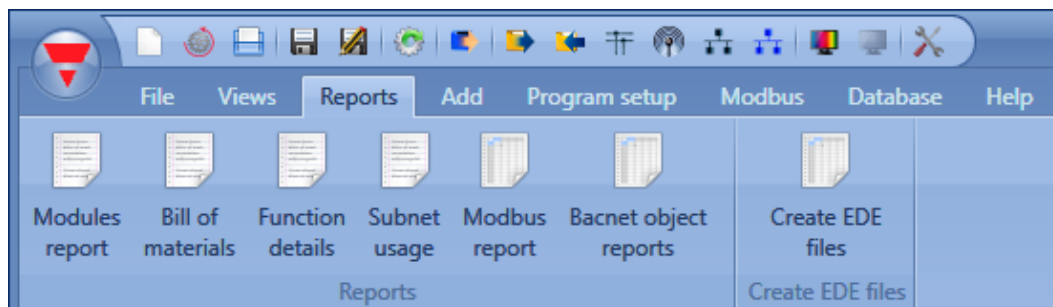 File Views Reports Add Program setup Modbus Database Help
Modules report
Bill of materials
Function details
Subnet usage
Modbus report
Bacnet object reports
Create EDE files
Reports
Create EDE files